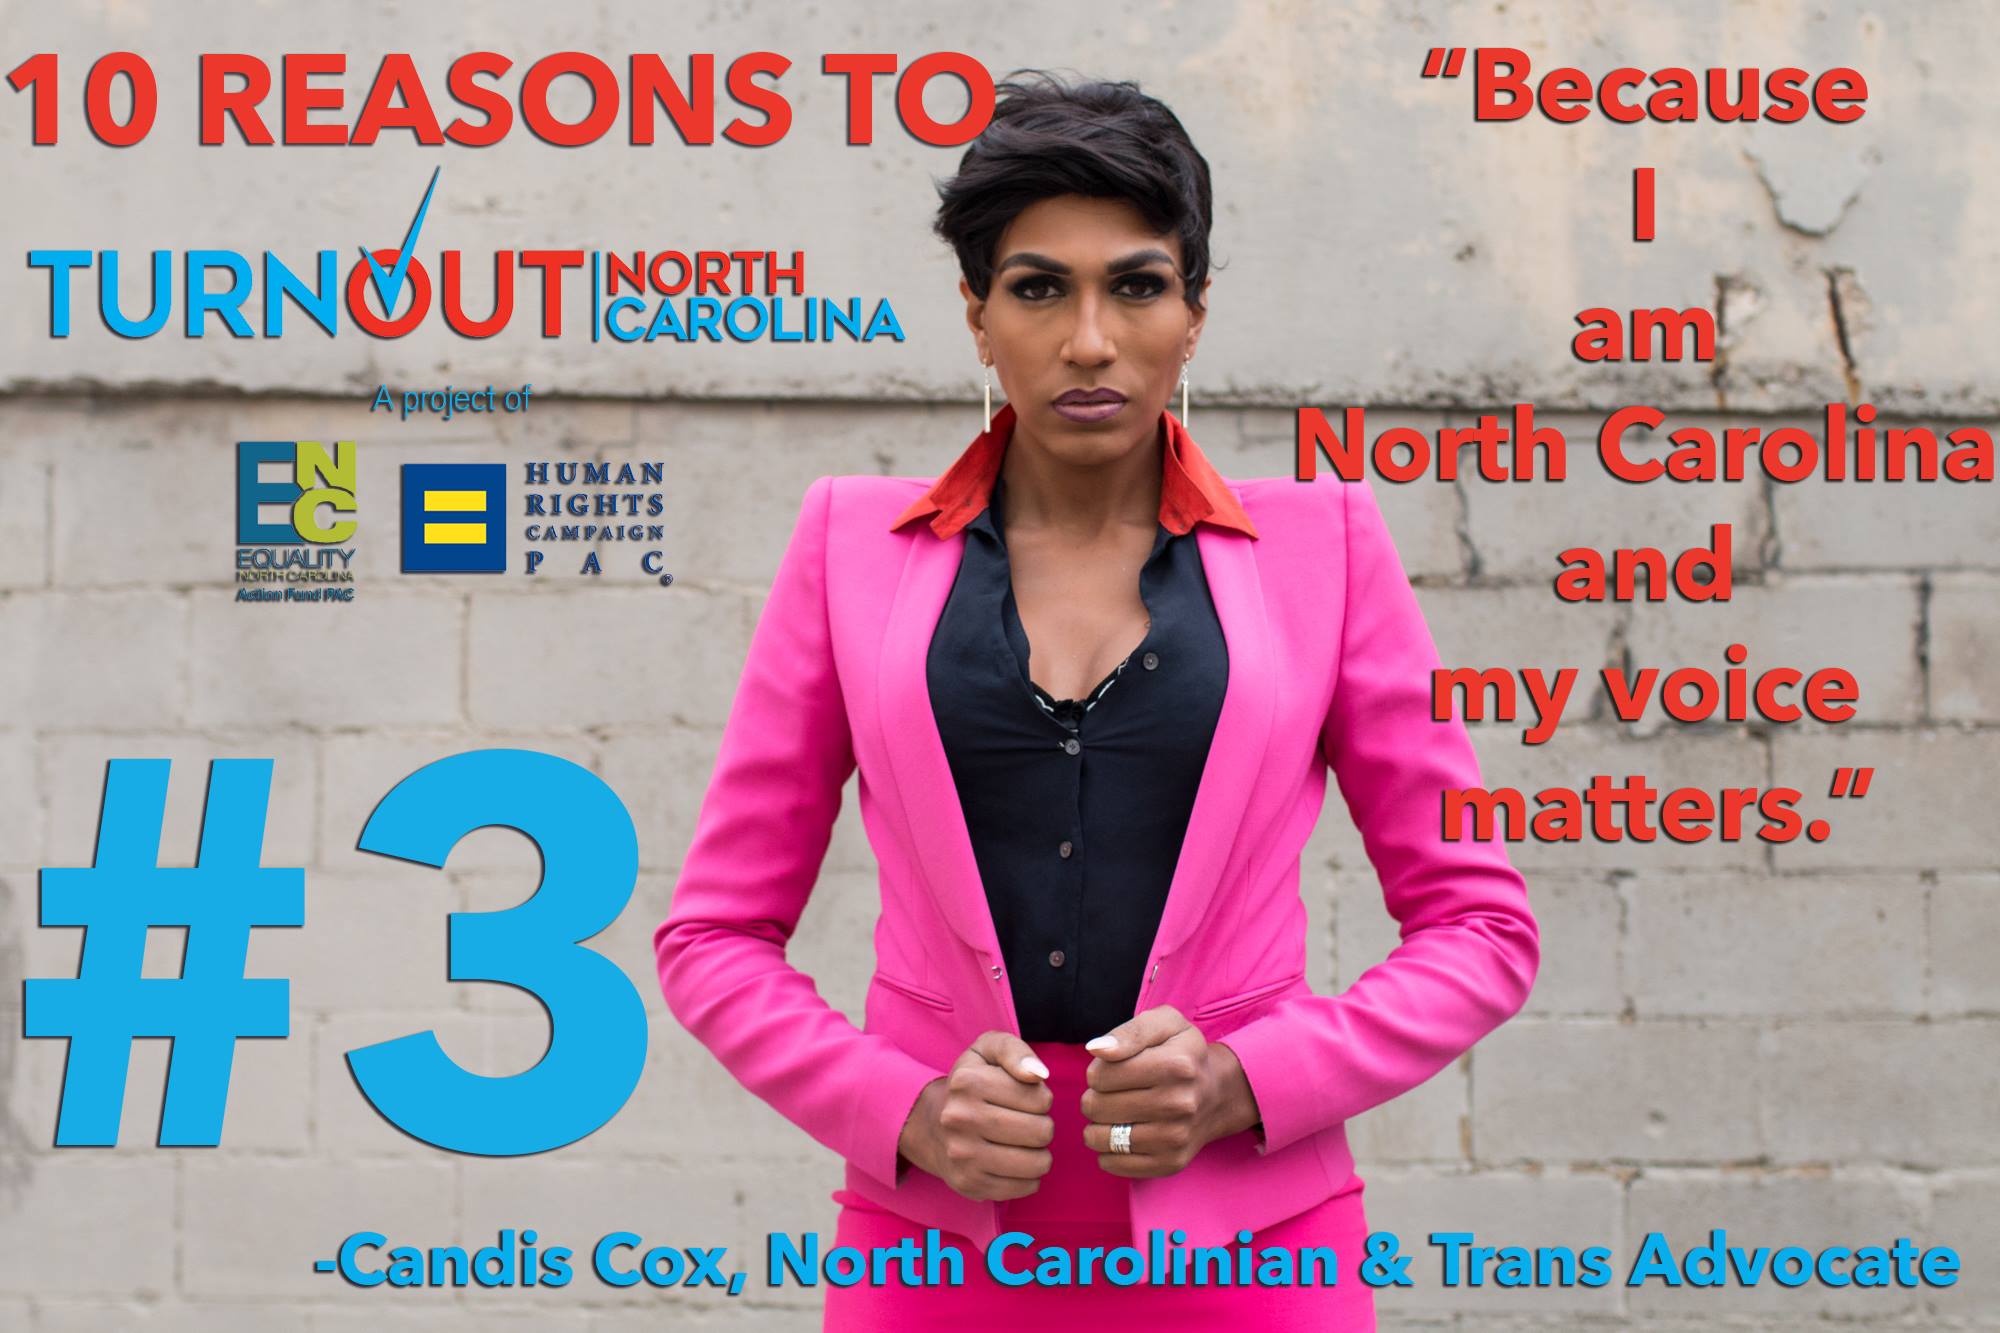 10 REASONS TO
TURNOUT
NORTH
CAROLINA
A project of
ENC
EQUALITY
NORTH CAROLINA
Action Fund PAC
HUMAN
RIGHTS
CAMPAIGN
PAC®
#3
“Because
I
am
North Carolina
and
my voice
matters.”
-Candis Cox, North Carolinian & Trans Advocate